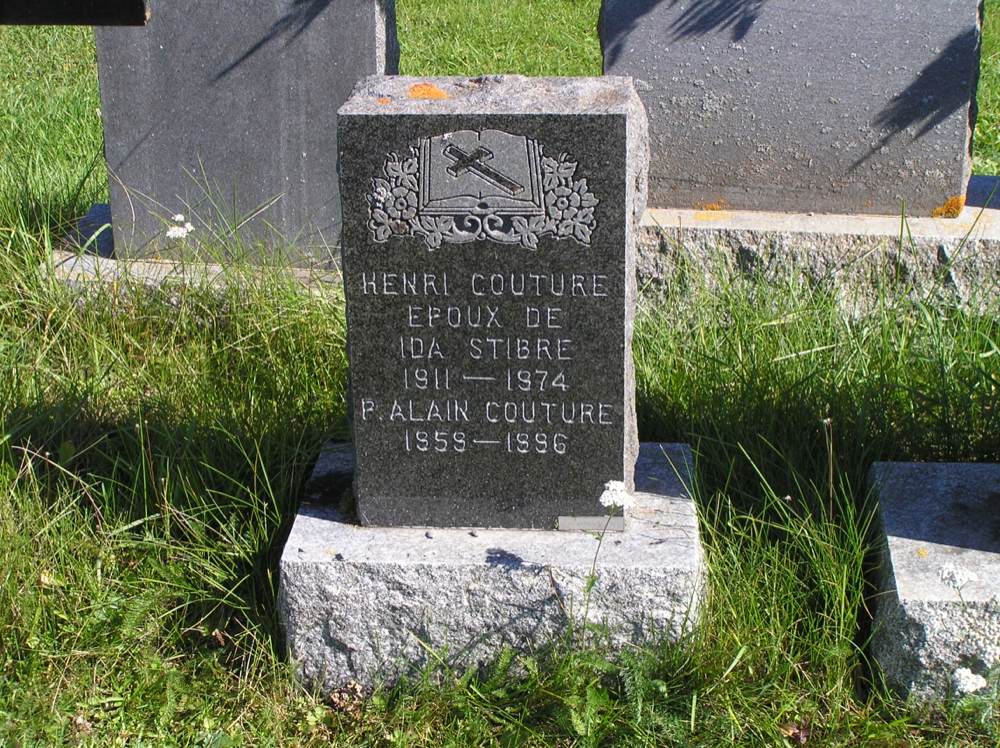 HENRI COUTURE
EPOUX DE
IDA STIBRE
1911 — 1974
P. ALAIN COUTURE
1959 — 1996